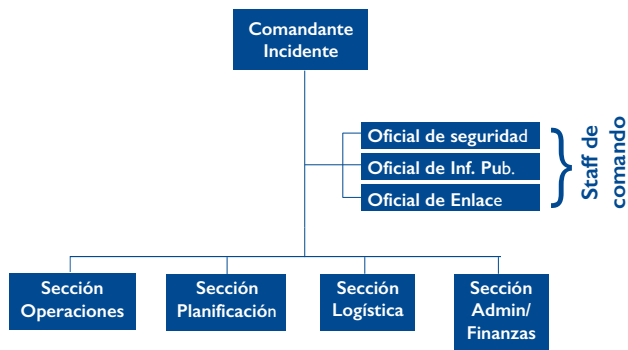 Comandante
Incidente
Oficial de seguridad
Oficial de Inf. Pub.
Oficial de Enlace
Staff de
comando
Sección
Operaciones
Sección
Planificación
Sección
Logística
Sección
Admin/
Finanzas